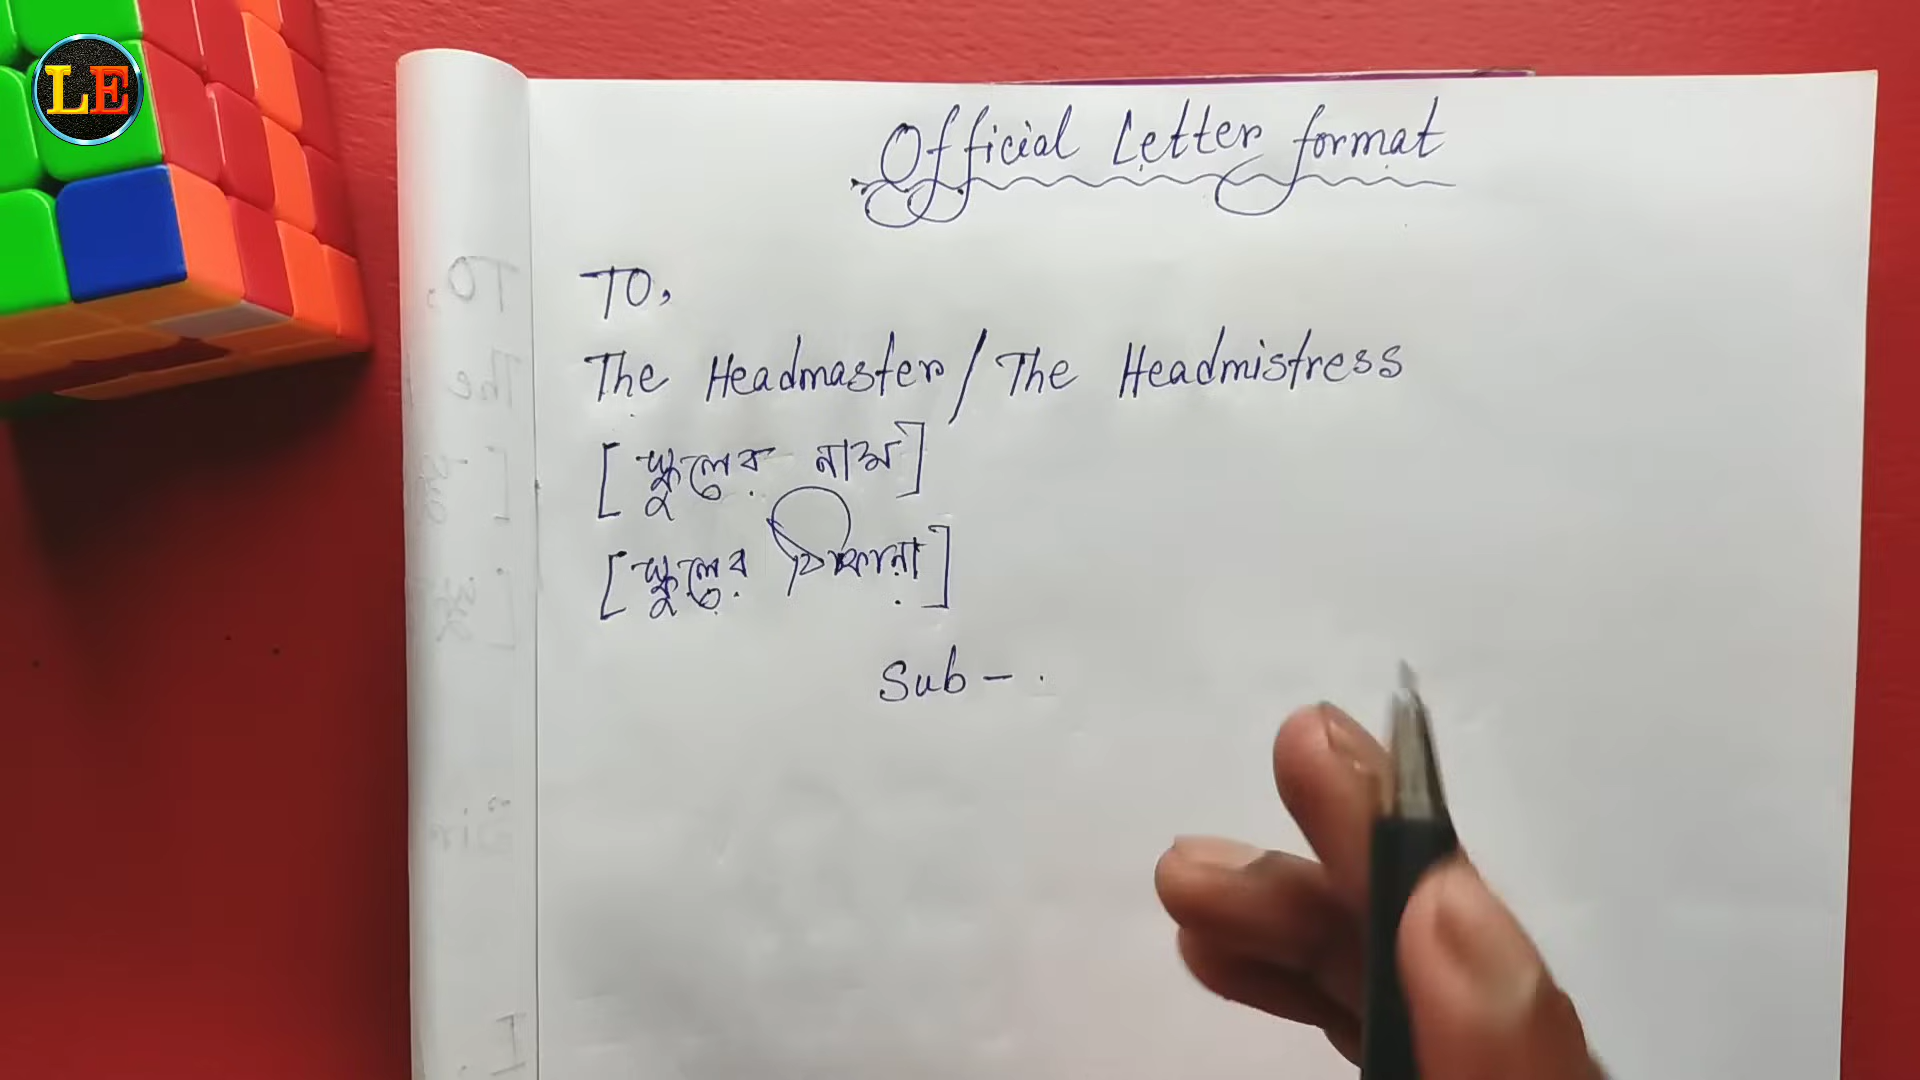 LE
Official Letter format
TO,
The Headmaster / The Headmistress
[স্কুলের নাম]
[স্কুলের ঠিকানা]
Sub -